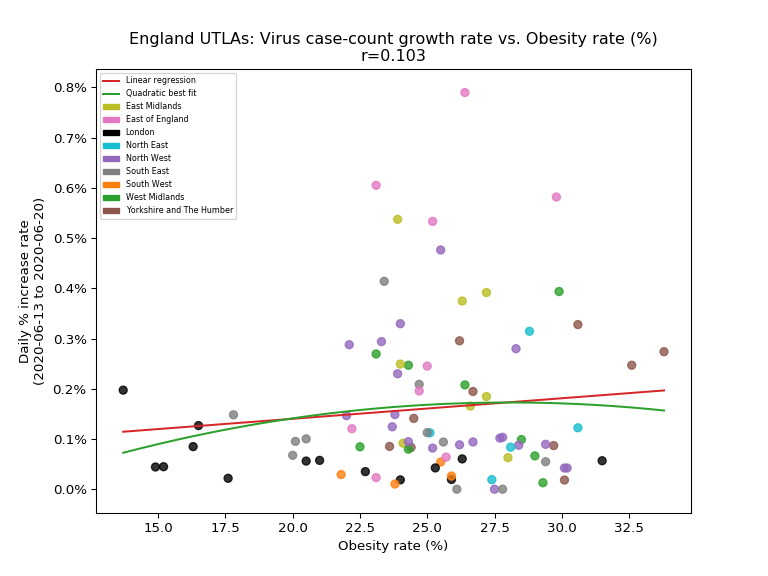 England UTLAs: Virus case-count growth rate vs. Obesity rate (%)
r=0.103
Linear regression
Quadratic best fit
East Midlands
East of England
London
North East
North West
South East
South West
West Midlands
Yorkshire and The Humber
0.8%
0.7%
0.6%
0.5%
0.4%
0.3%
0.2%
0.1%
0.0%
Daily % increase rate
(2020-06-13 to 2020-06-20)
15.0 17.5 20.0 22.5 25.0 27.5 30.0 32.5
Obesity rate (%)